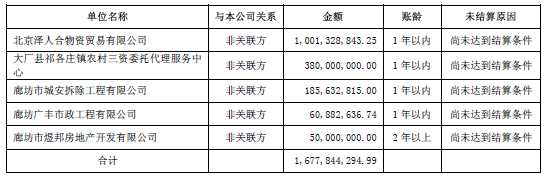 单位名称 与本公司关系 金额 账龄 未结算原因
北京泽人合物资贸易有限公司 非关联方 1,001,328,843.25 1年以内 尚未达到结算条件
大厂县祁各庄镇农村三资委托代理服务中
心 非关联方 380,000,000.00 1年以内 尚未达到结算条件
廊坊市城安拆除工程有限公司 非关联方 185,632,815.00 1年以内 尚未达到结算条件
廊坊广丰市政工程有限公司 非关联方 60,882,636.74 1年以内 尚未达到结算条件
廊坊市煜邦房地产开发有限公司 非关联方 50,000,000.00 2年以上 尚未达到结算条件
合计 1,677,844,294.99